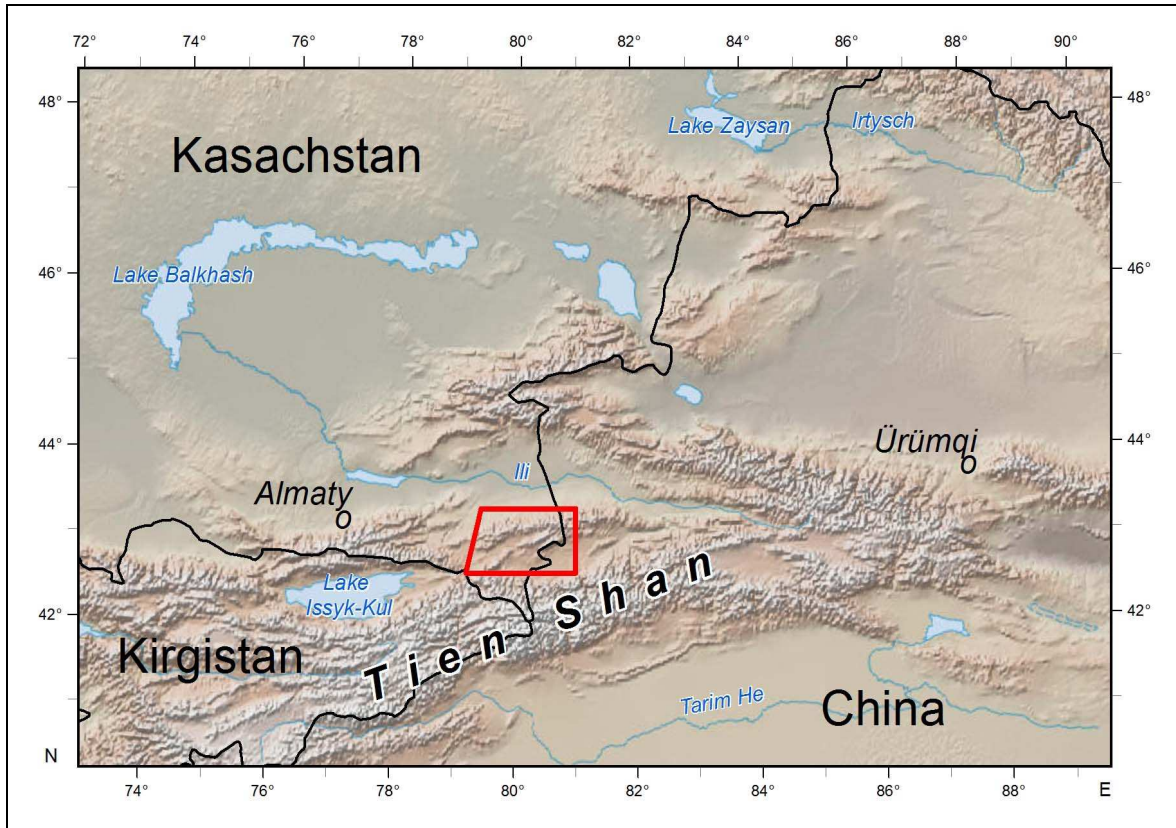 72° 74° 76° 78° 80° 82° 84° 86° 88° 90°
48° 48°
Lake Zaysan Irtysch
Kasachstan
46° Lake Balkhash 46°
44° 44°
Ürümqi
Ili
Almaty
Lake
Issyk-Kul
42° 42°
Tien Shan
Kirgistan
Tarim He
China
N
74° 76° 78° 80° 82° 84° 86° 88° E